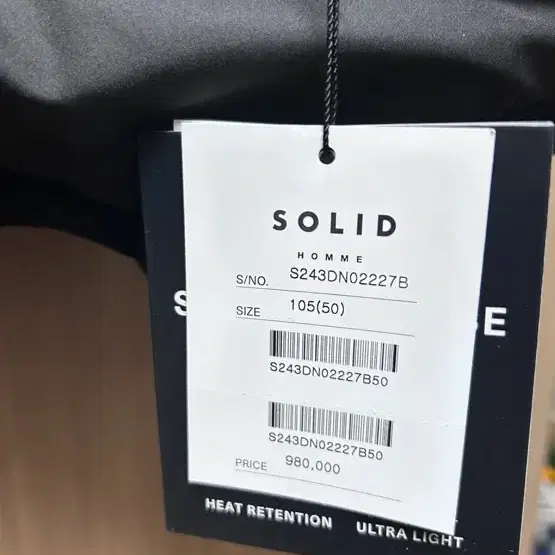 SOLID
HOMME
S/NO. S243DN02227B
SIZE 105(50)
S243DN02227B50
S243DN02227B50
PRICE 980,000
S E
HEAT RETENTION ULTRA LIGHT